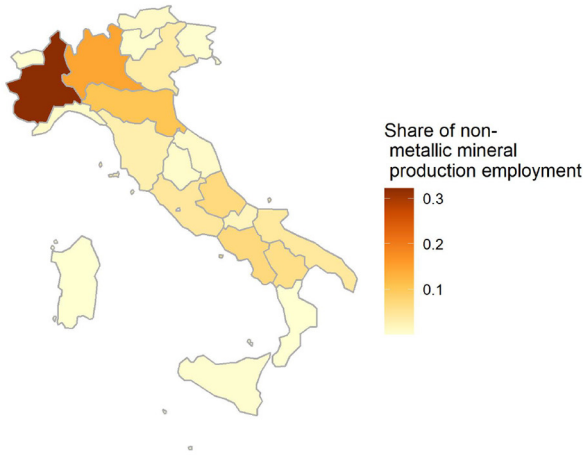 Share of non-
metallic mineral
production employment
0.3
0.2
0.1